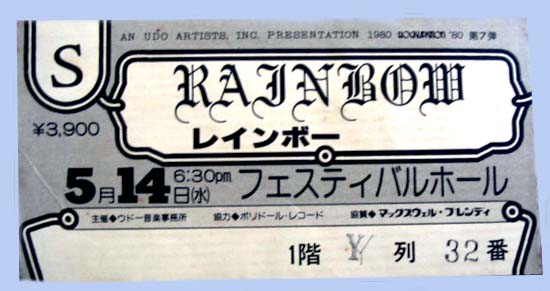 S
AN UDO ARTISTS, INC. PRESENTATION 1980 '80 第7弾
RAINBOW
¥3,900
レインボー
5月14日(水) 6:30pm フェスティバルホール
主催◆ウドー音楽事務所 協力◆ポリドール・レコード 協賛◆マックスウェル・ブレンディ
1階 Y 列 32番